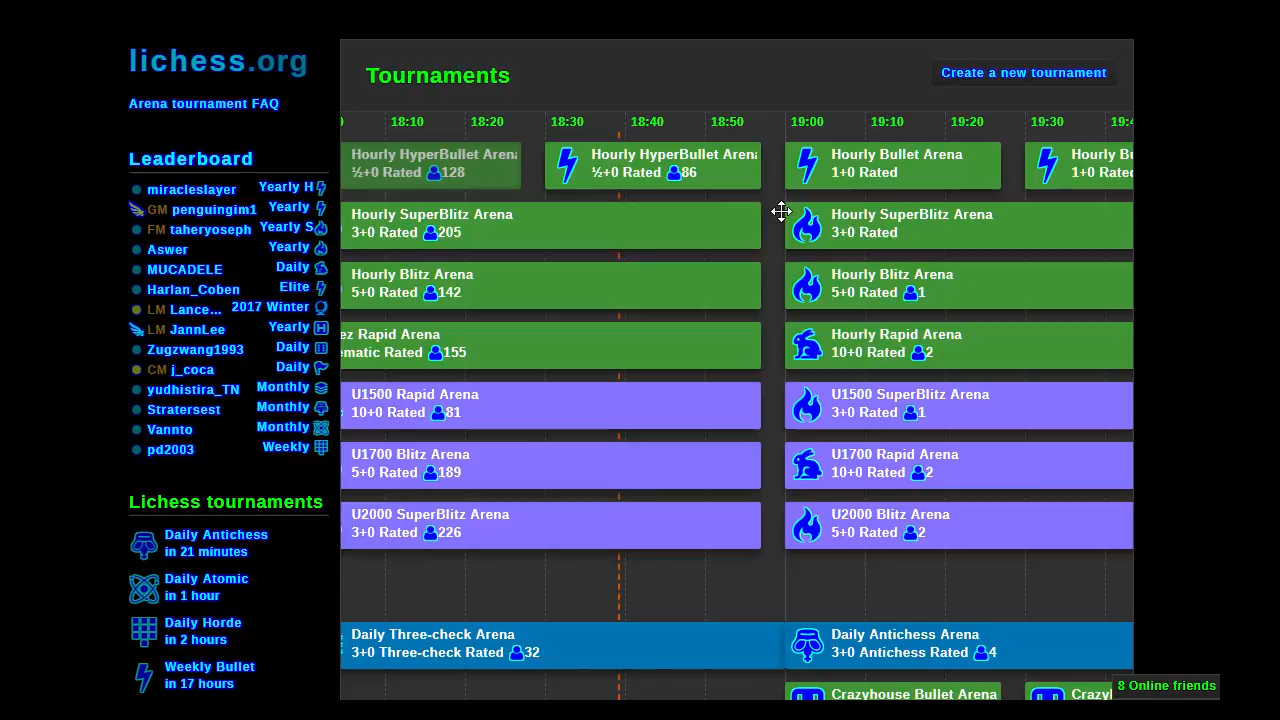 lichess.org
Arena tournament FAQ
Leaderboard
miracleslayer Yearly H
GM penguingim1 Yearly
FM taheryoseph Yearly S
Aswer Yearly
MUCADELE Daily
Harlan_Coben Elite
LM Lance... 2017 Winter
LM JannLee Yearly
Zugzwang1993 Daily
CM j_coca Daily
yudhistira_TN Monthly
Stratersest Monthly
Vannto Monthly
pd2003 Weekly
Lichess tournaments
Daily Antichess
in 21 minutes
Daily Atomic
in 1 hour
Daily Horde
in 2 hours
Weekly Bullet
in 17 hours
Tournaments
Create a new tournament
18:10 18:20 18:30 18:40 18:50 19:00 19:10 19:20 19:30 19:4
Hourly HyperBullet Arena
½+0 Rated 128
Hourly HyperBullet Arena
½+0 Rated 86
Hourly Bullet Arena
1+0 Rated
Hourly Bu
1+0 Rated
Hourly SuperBlitz Arena
3+0 Rated 205
Hourly SuperBlitz Arena
3+0 Rated
Hourly Blitz Arena
5+0 Rated 142
Hourly Blitz Arena
5+0 Rated 1
ez Rapid Arena
ematic Rated 155
Hourly Rapid Arena
10+0 Rated 2
U1500 Rapid Arena
10+0 Rated 81
U1500 SuperBlitz Arena
3+0 Rated 1
U1700 Blitz Arena
5+0 Rated 189
U1700 Rapid Arena
10+0 Rated 2
U2000 SuperBlitz Arena
3+0 Rated 226
U2000 Blitz Arena
5+0 Rated 2
Daily Three-check Arena
3+0 Three-check Rated 32
Daily Antichess Arena
3+0 Antichess Rated 4
Crazyhouse Bullet Arena
Crazyl
8 Online friends